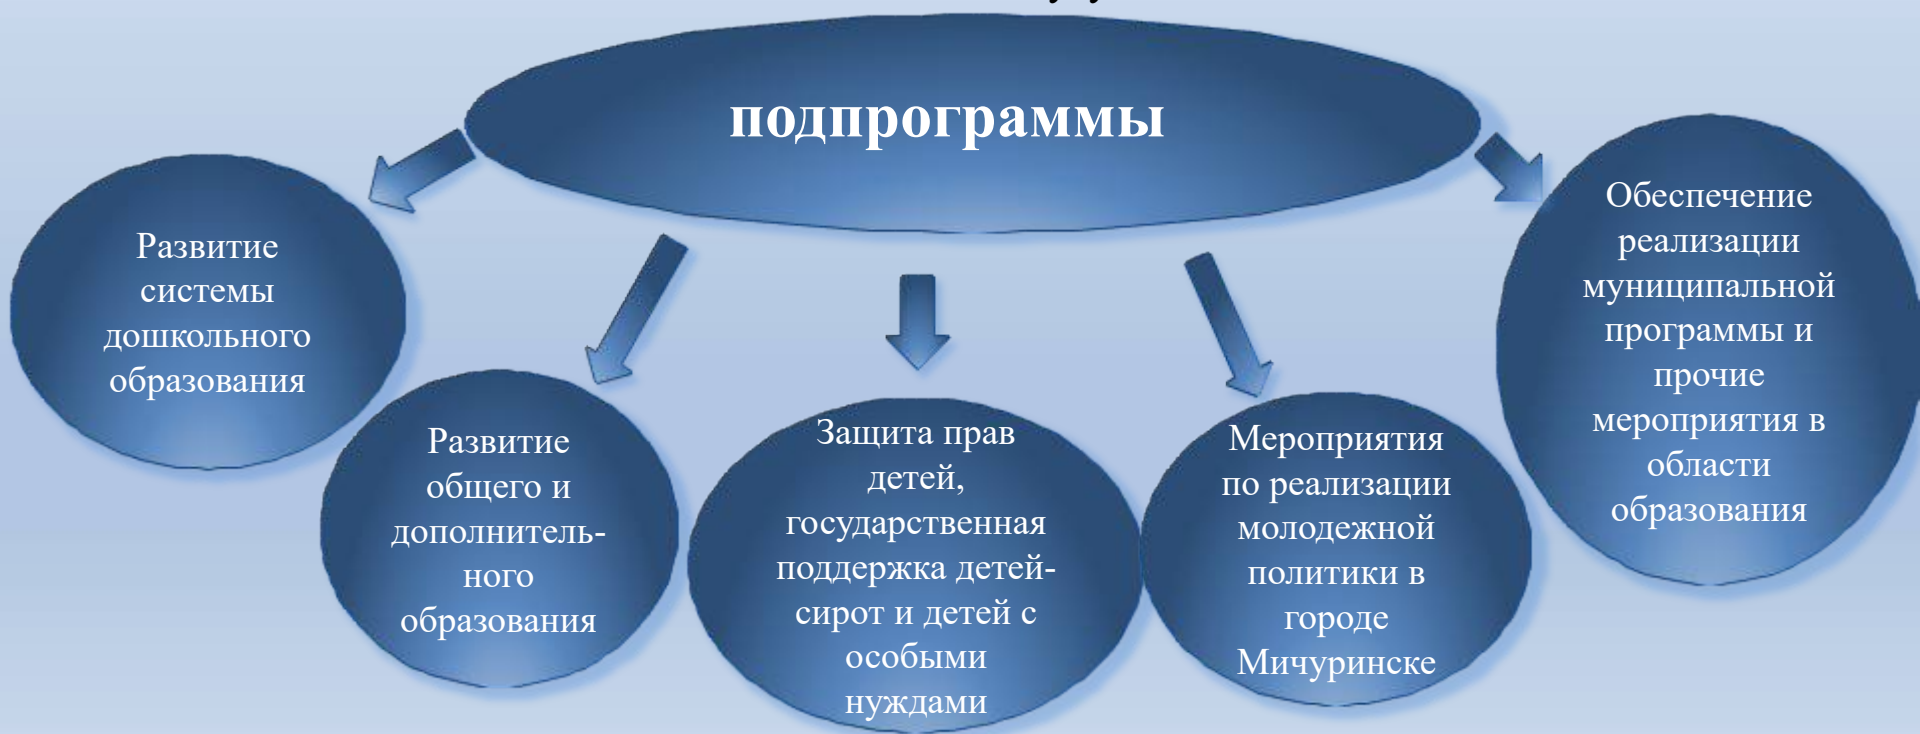 подпрограммы
Развитие
системы
дошкольного
образования
Развитие
общего и
дополнитель-
ного
образования
Защита прав
детей,
государственная
поддержка детей-
сирот и детей с
особыми
нуждами
Мероприятия
по реализации
молодежной
политики в
городе
Мичуринске
Обеспечение
реализации
муниципальной
программы и
прочие
мероприятия в
области
образования